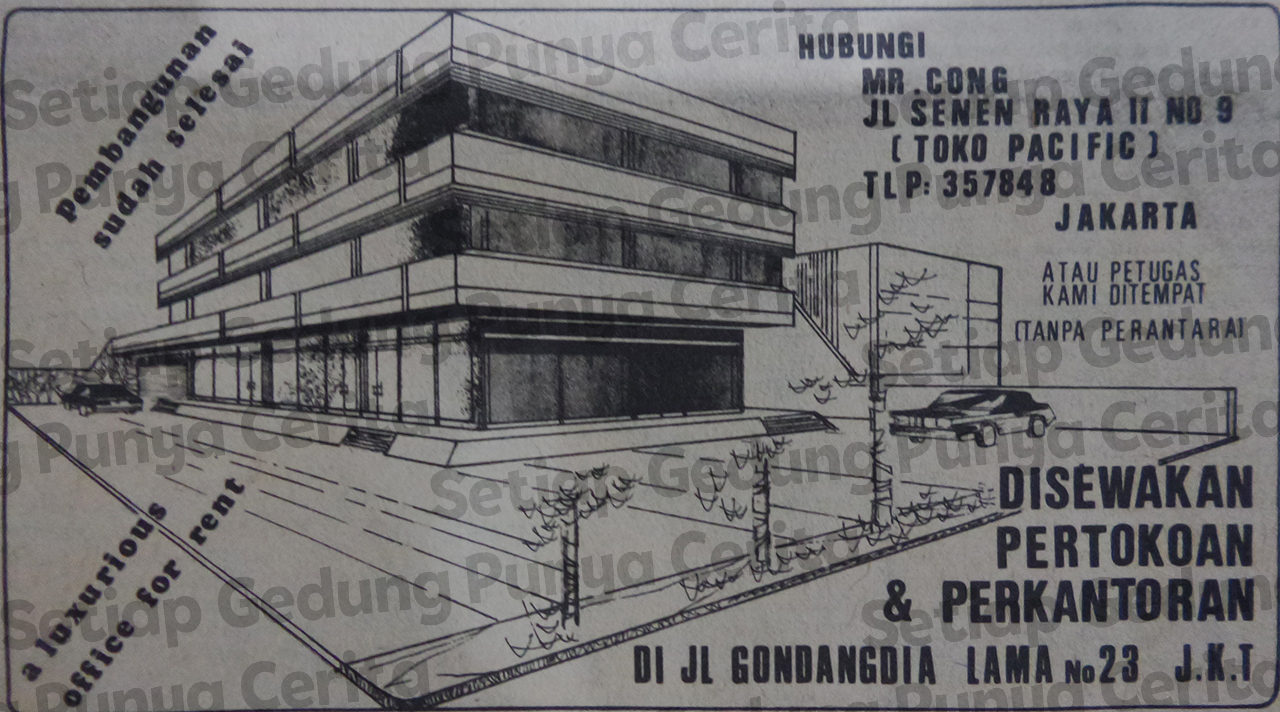 Pembangunan
sudah selesai
HUBUNGI
MR.CONG
JL SENEN RAYA II NO 9
(TOKO PACIFIC)
TLP: 357848
JAKARTA
ATAU PETUGAS
KAMI DITEMPAT
(TANPA PERANTARA)
a luxurious
office for rent
DISEWAKAN
PERTOKOAN
& PERKANTORAN
DI JL GONDANGDIA LAMA No 23 J.K.T
Setiap Gedung Punya Cerita